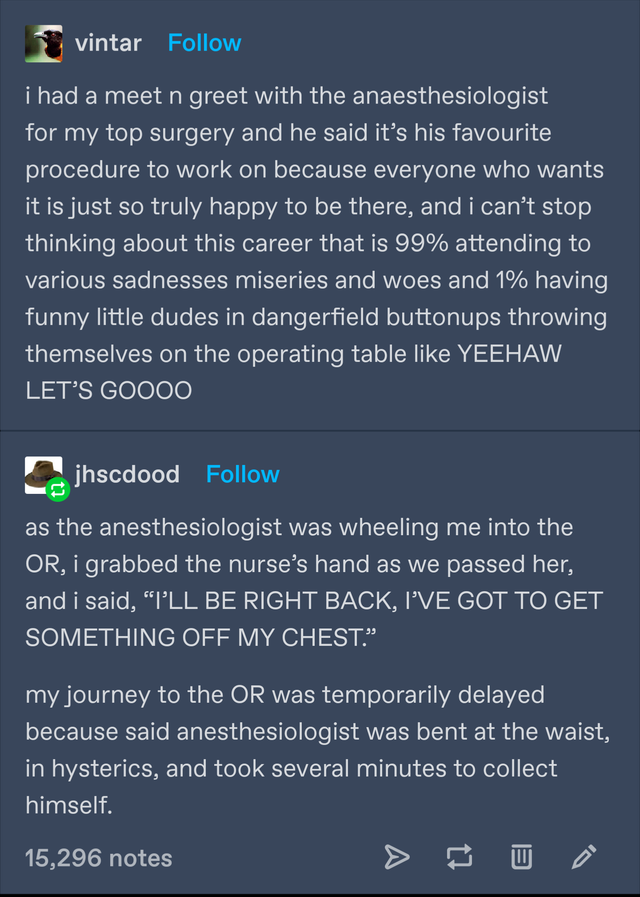 vintar Follow
i had a meet n greet with the anaesthesiologist
for my top surgery and he said it’s his favourite
procedure to work on because everyone who wants
it is just so truly happy to be there, and i can’t stop
thinking about this career that is 99% attending to
various sadnesses miseries and woes and 1% having
funny little dudes in dangerfield buttonups throwing
themselves on the operating table like YEEHAW
LET’S GOOOO
jhscdood Follow
as the anesthesiologist was wheeling me into the
OR, i grabbed the nurse’s hand as we passed her,
and i said, “I’LL BE RIGHT BACK, I’VE GOT TO GET
SOMETHING OFF MY CHEST.”
my journey to the OR was temporarily delayed
because said anesthesiologist was bent at the waist,
in hysterics, and took several minutes to collect
himself.
15,296 notes